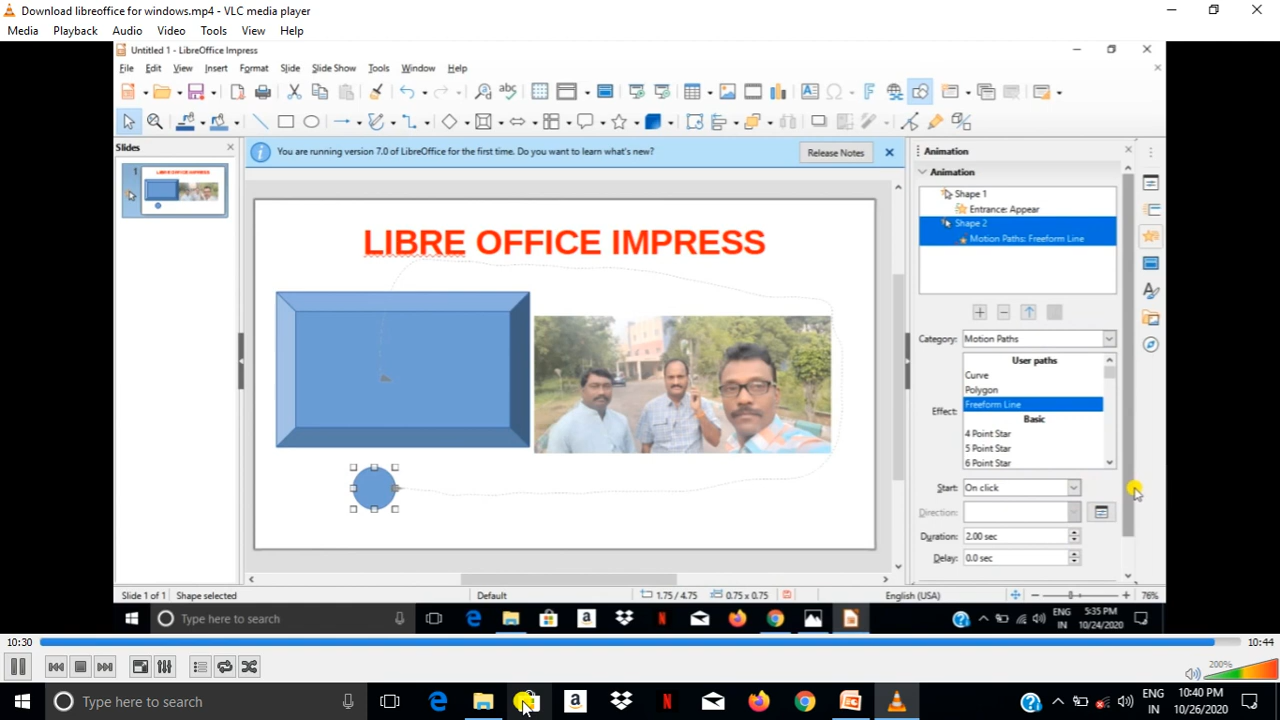 Download libreoffice for windows.mp4 - VLC media player
Media Playback Audio Video Tools View Help
Untitled 1 - LibreOffice Impress
File Edit View Insert Format Slide Slide Show Tools Window Help
Slides
You are running version 7.0 of LibreOffice for the first time. Do you want to learn what's new?
Release Notes
1
LIBRE OFFICE IMPRESS
LIBRE OFFICE IMPRESS
Animation
Animation
Shape 1
Entrance: Appear
Shape 2
Motion Paths: Freeform Line
Category: Motion Paths
User paths
Curve
Polygon
Effect: Freeform Line
Basic
4 Point Star
5 Point Star
6 Point Star
Start: On click
Direction:
Duration: 2.00 sec
Delay: 0.0 sec
Slide 1 of 1 Shape selected Default 1.75 / 4.75 0.75 x 0.75 English (USA) 76%
Type here to search
ENG
IN
5:35 PM
10/24/2020
10:30
10:44
200%
Type here to search
ENG
IN
10:40 PM
10/26/2020